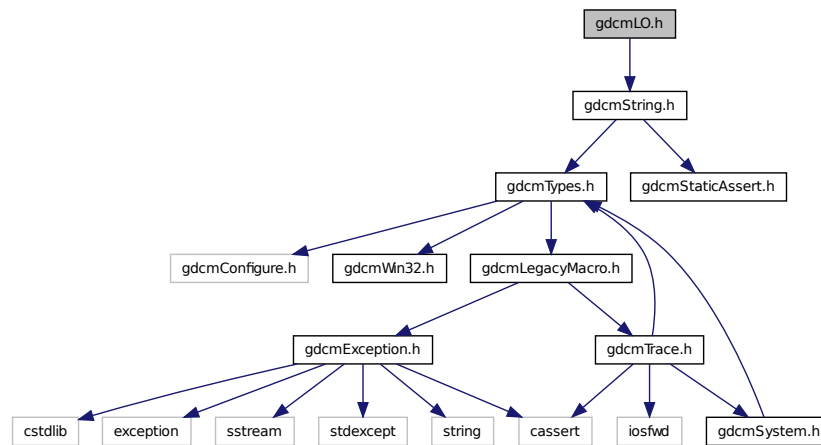 gdcmLO.h
gdcmString.h
gdcmTypes.h
gdcmStaticAssert.h
gdcmConfigure.h
gdcmWin32.h
gdcmLegacyMacro.h
gdcmException.h
gdcmTrace.h
cstdlib
exception
sstream
stdexcept
string
cassert
iosfwd
gdcmSystem.h